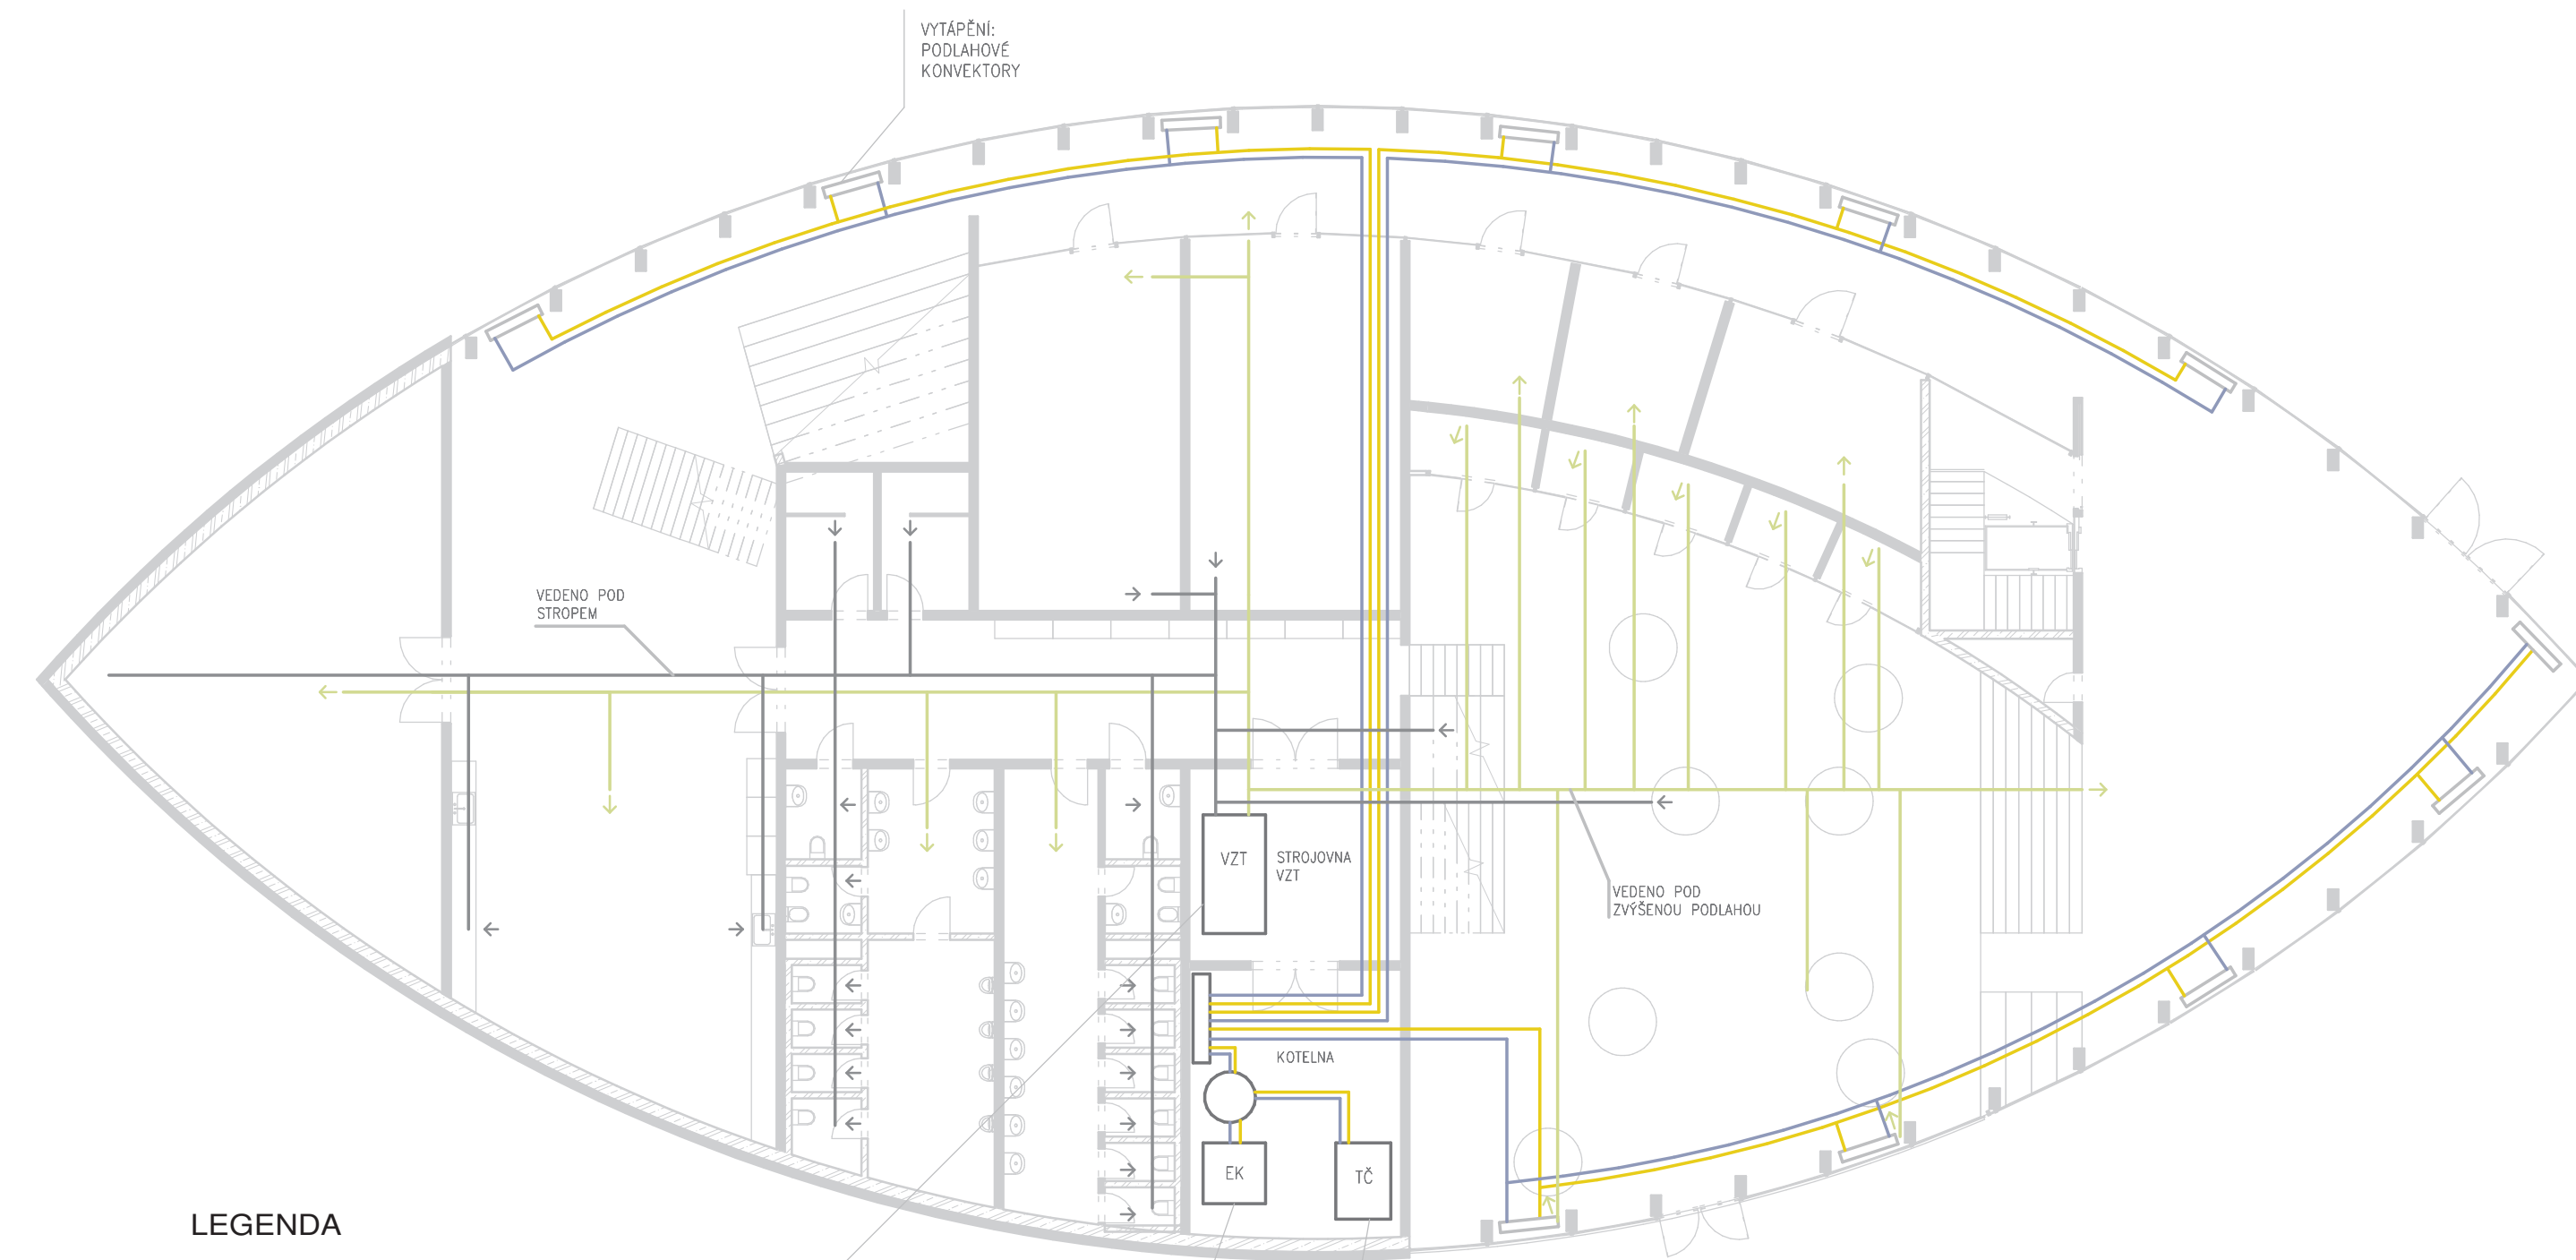 VYTÁPĚNÍ:
PODLAHOVÉ
KONVEKTORY
VEDENO POD
STROPEM
VZT
STROJOVNA
VZT
VEDENO POD
ZVÝŠENOU PODLAHOU
KOTELNA
EK
TČ
LEGENDA